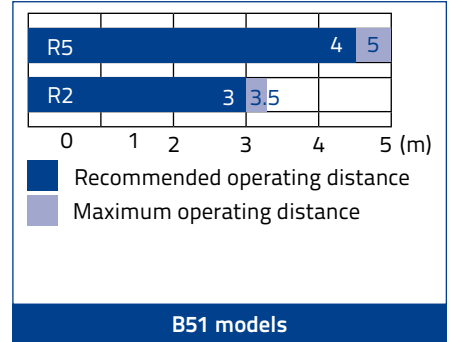 R5 4 5
R2 3 3.5
0 1 2 3 4 5 (m)
Recommended operating distance
Maximum operating distance
B51 models